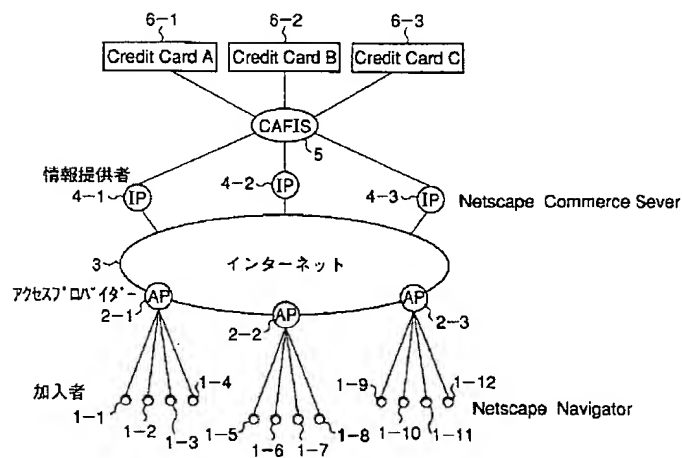 6-1 6-2 6-3
Credit Card A Credit Card B Credit Card C
CAFIS
5
情報提供者
4-1 IP 4-2 IP 4-3 IP Netscape Commerce Sever
3 インターネット
アクセスプロバイダー AP AP AP
2-1 2-2 2-3
加入者 1-4 1-9 1-12
1-1 1-2 1-3 1-5 1-6 1-7 1-8 1-10 1-11 Netscape Navigator